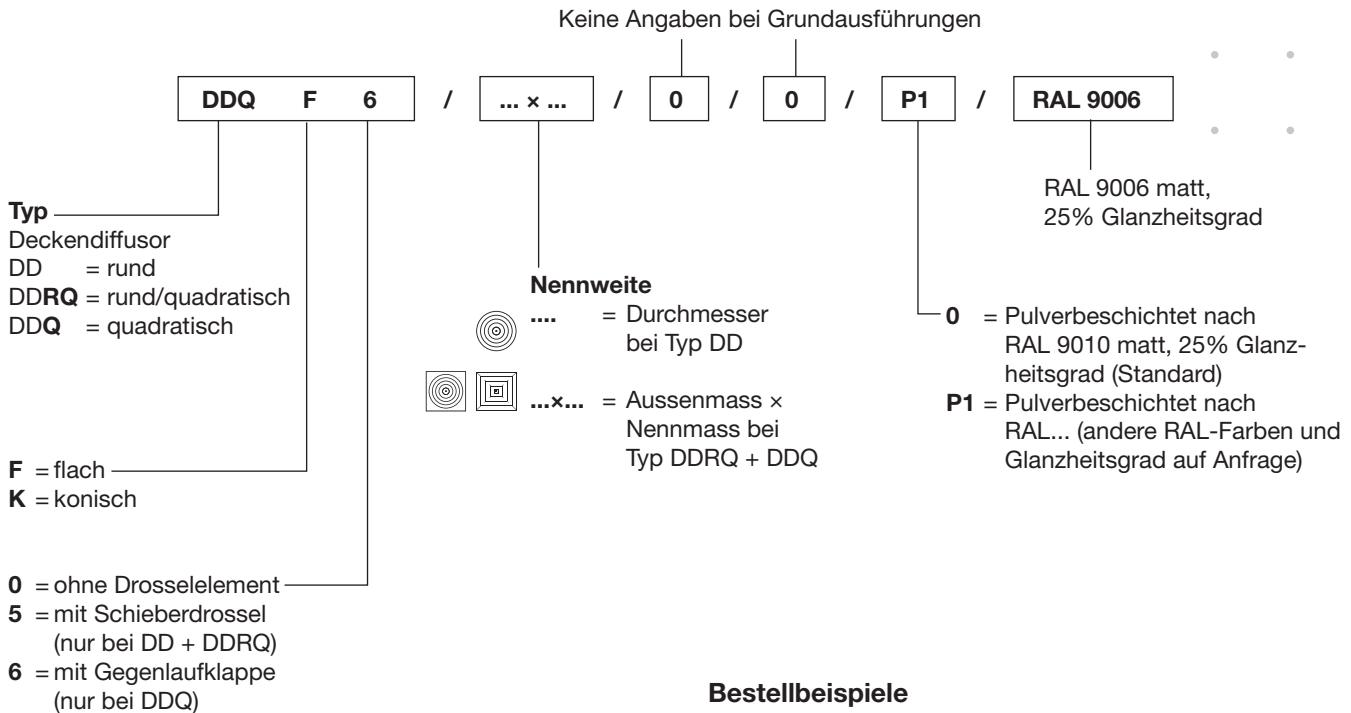 Keine Angaben bei Grundausführungen
DDQ F 6 / ... × ... / 0 / 0 / P1 / RAL 9006
RAL 9006 matt,
25% Glanzheitsgrad
Typ
Deckendiffusor
DD = rund
DDRQ = rund/quadratisch
DDQ = quadratisch
Nennweite
.... = Durchmesser
bei Typ DD
...×... = Aussenmass ×
Nennmass bei
Typ DDRQ + DDQ
0 = Pulverbeschichtet nach
RAL 9010 matt, 25% Glanz-
heitsgrad (Standard)
P1 = Pulverbeschichtet nach
RAL... (andere RAL-Farben und
Glanzheitsgrad auf Anfrage)
F = flach
K = konisch
0 = ohne Drosselelement
5 = mit Schieberdrossel
(nur bei DD + DDRQ)
6 = mit Gegenlaufklappe
(nur bei DDQ)
Bestellbeispiele